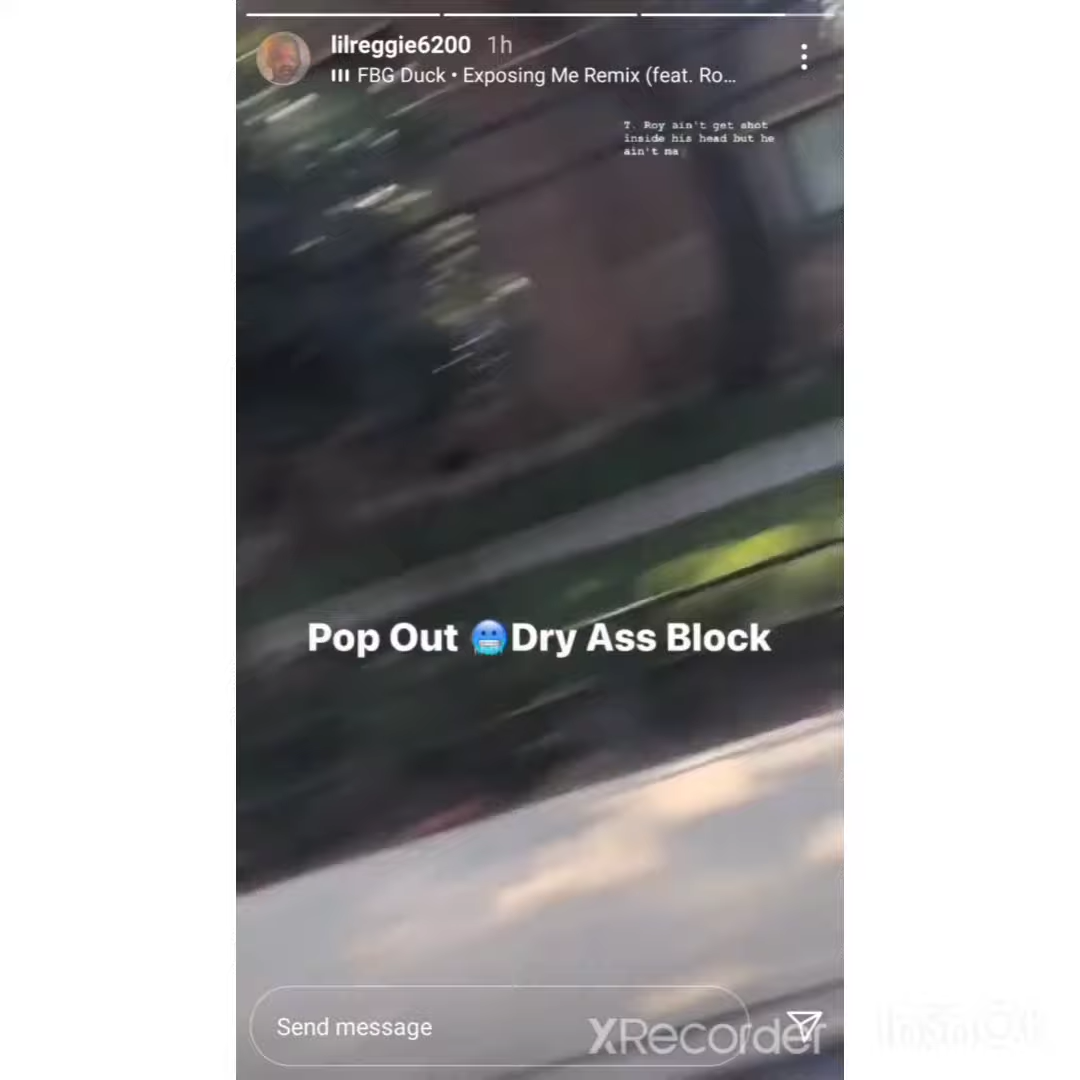 lilreggie6200 1h
FBG Duck • Exposing Me Remix (feat. Ro...
T. Roy ain't get shot
inside his head but he
ain't ma
Pop Out 🥶Dry Ass Block
Send message
XRecorder